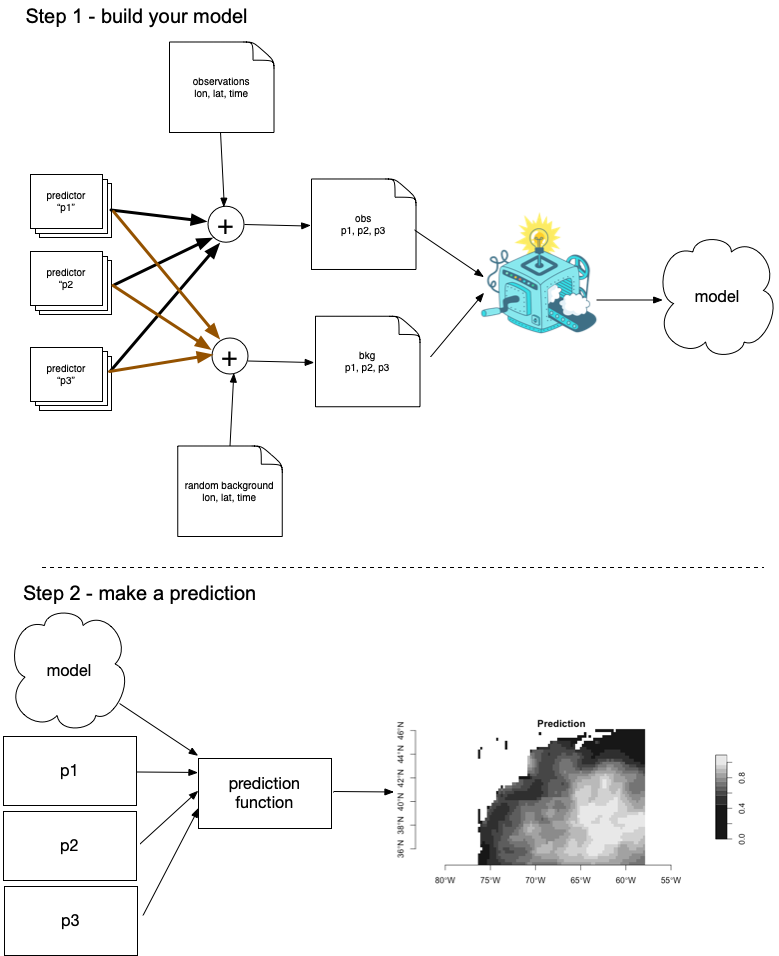 Step 1 - build your model
observations
lon, lat, time
predictor
“p1”
+
obs
p1, p2, p3
predictor
“p2
model
+
bkg
p1, p2, p3
predictor
“p3”
random background
lon, lat, time
Step 2 - make a prediction
model
p1
p2
p3
prediction
function
Prediction
46°N
44°N
42°N
40°N
38°N
36°N
80°W
75°W
70°W
65°W
60°W
55°W
0.8
0.4
0.0